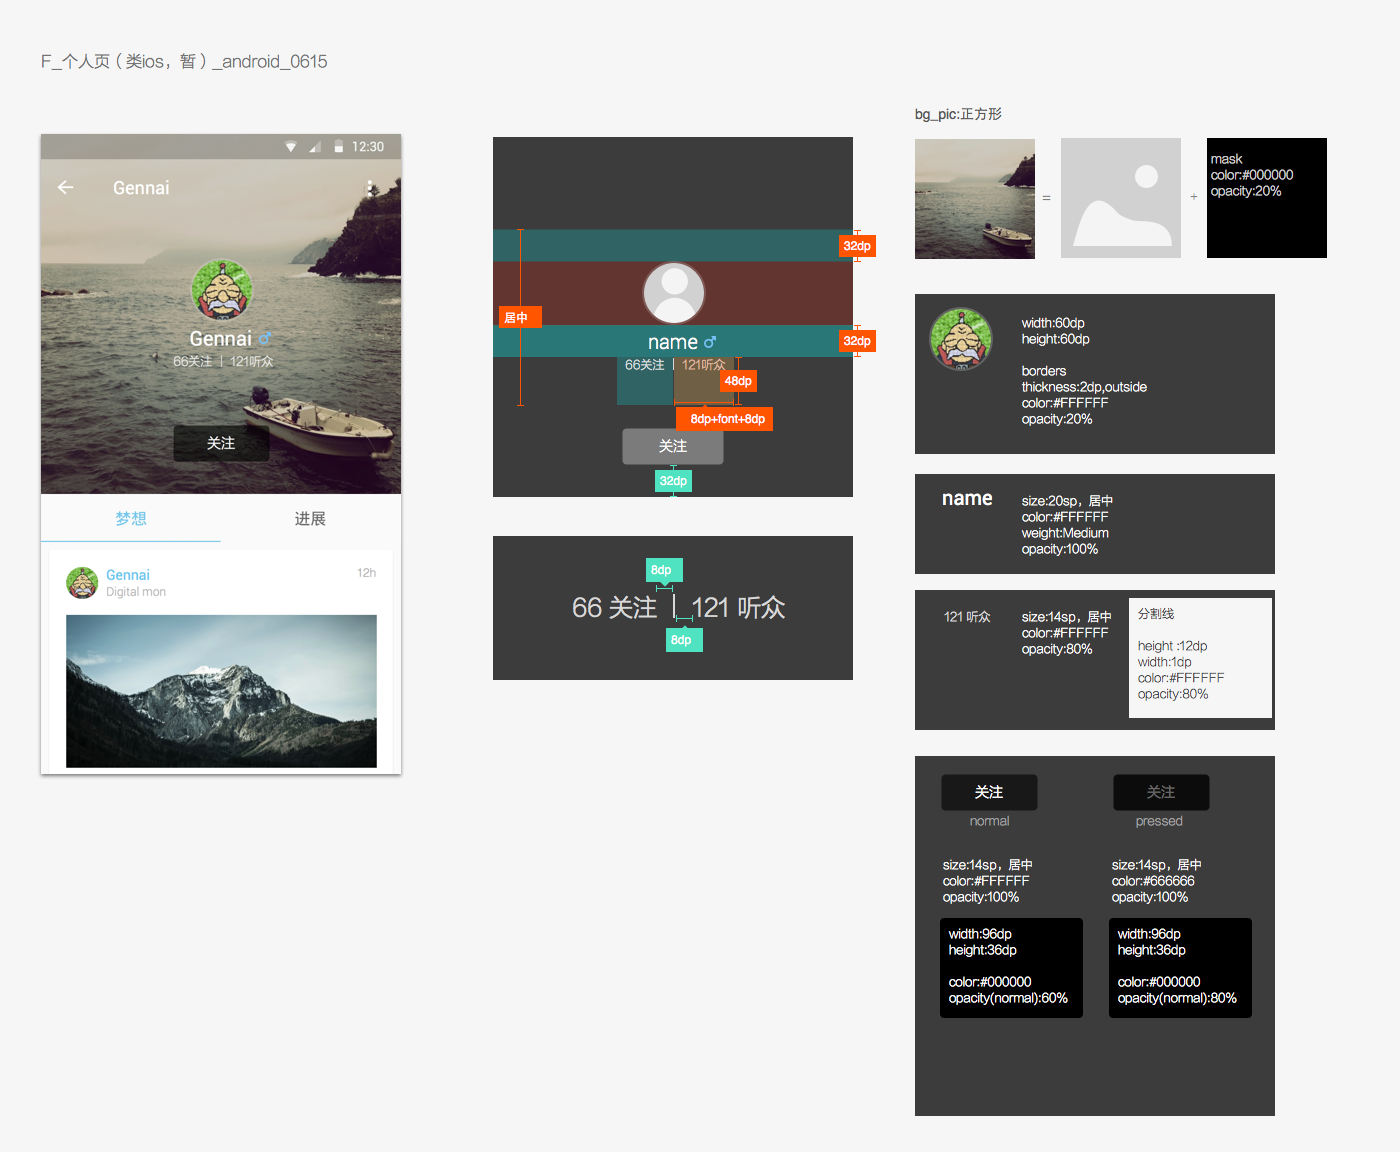 F_个人页（类ios，暂）_android_0615
12:30
Gennai
Gennai
66关注 | 121听众
关注
梦想
进展
Gennai
Digital mon
12h
32dp
居中
name
32dp
66关注 | 121听众
48dp
8dp+font+8dp
关注
32dp
8dp
66 关注 | 121 听众
8dp
bg_pic:正方形
=
+
mask
color:#000000
opacity:20%
width:60dp
height:60dp
borders
thickness:2dp,outside
color:#FFFFFF
opacity:20%
name
size:20sp，居中
color:#FFFFFF
weight:Medium
opacity:100%
121 听众
size:14sp，居中
color:#FFFFFF
opacity:80%
分割线
height :12dp
width:1dp
color:#FFFFFF
opacity:80%
关注
normal
size:14sp，居中
color:#FFFFFF
opacity:100%
width:96dp
height:36dp
color:#000000
opacity(normal):60%
关注
pressed
size:14sp，居中
color:#666666
opacity:100%
width:96dp
height:36dp
color:#000000
opacity(normal):80%